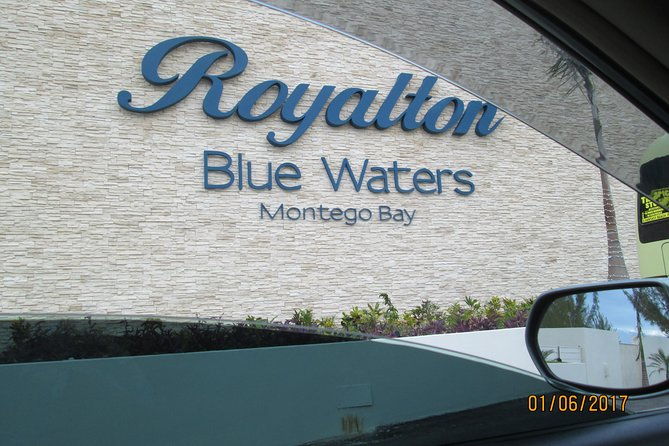 Royalton
Blue Waters
Montego Bay
01/06/2017